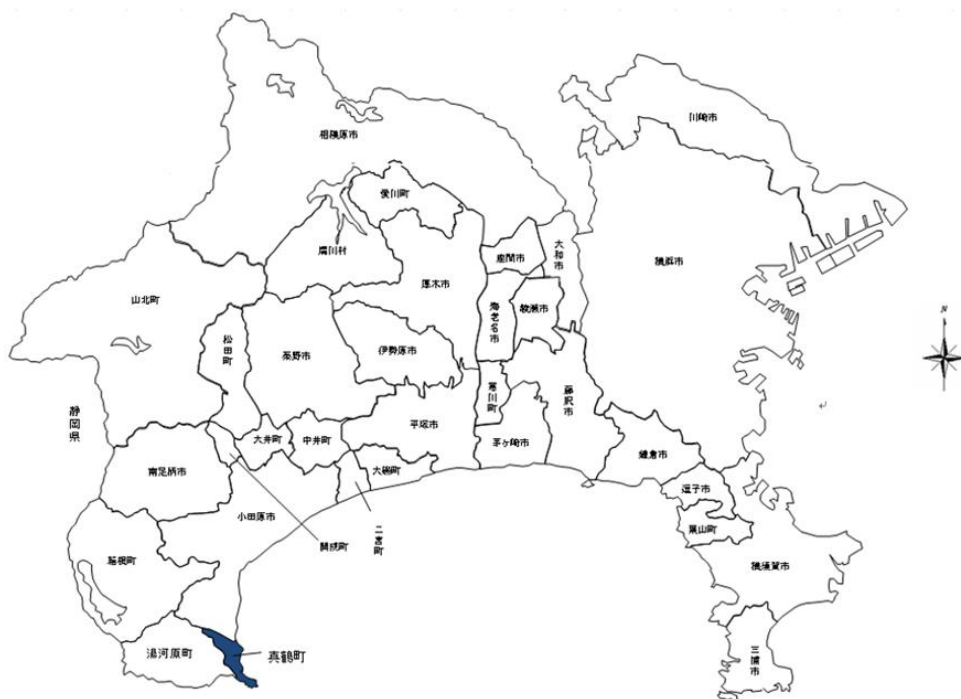 川崎市
相模原市
愛川町
清川村
座間市
大和市
横浜市
厚木市
山北町
海老名市
綾瀬市
松田町
秦野市
伊勢原市
寒川町
藤沢市
静岡県
大井町
中井町
平塚市
茅ヶ崎市
鎌倉市
南足柄市
大磯町
逗子市
小田原市
葉山町
二宮町
開成町
箱根町
横須賀市
湯河原町
真鶴町
三浦市
N